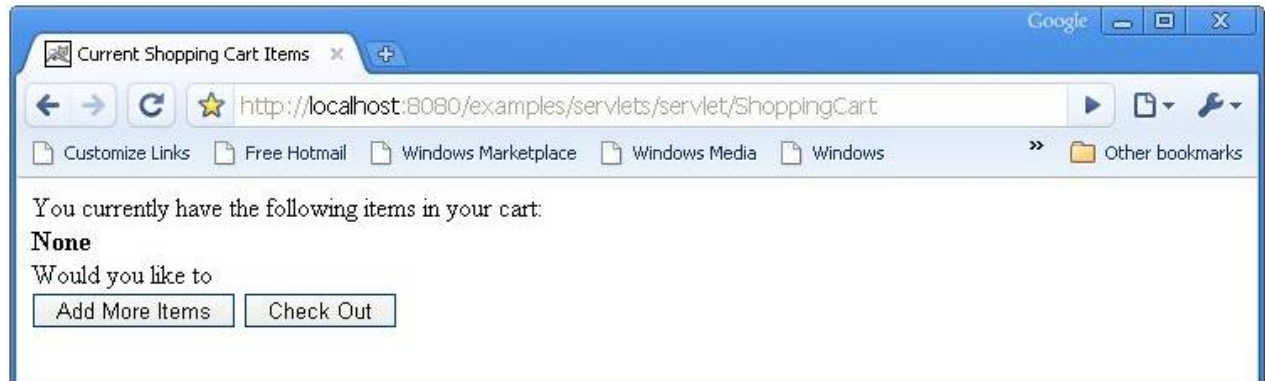 Google
Current Shopping Cart Items
http://localhost:8080/examples/servlets/servlet/ShoppingCart
Customize Links Free Hotmail Windows Marketplace Windows Media Windows » Other bookmarks
You currently have the following items in your cart:
None
Would you like to
Add More Items Check Out